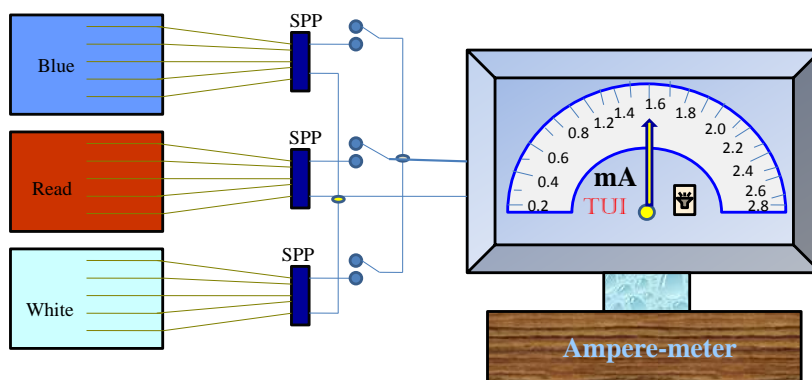 SPP
Blue
SPP
Read
SPP
White
0.2
0.4
0.6
0.8
1.2
1.4
1.6
1.8
2.0
2.2
2.4
2.6
2.8
mA
TUI
Ampere-meter